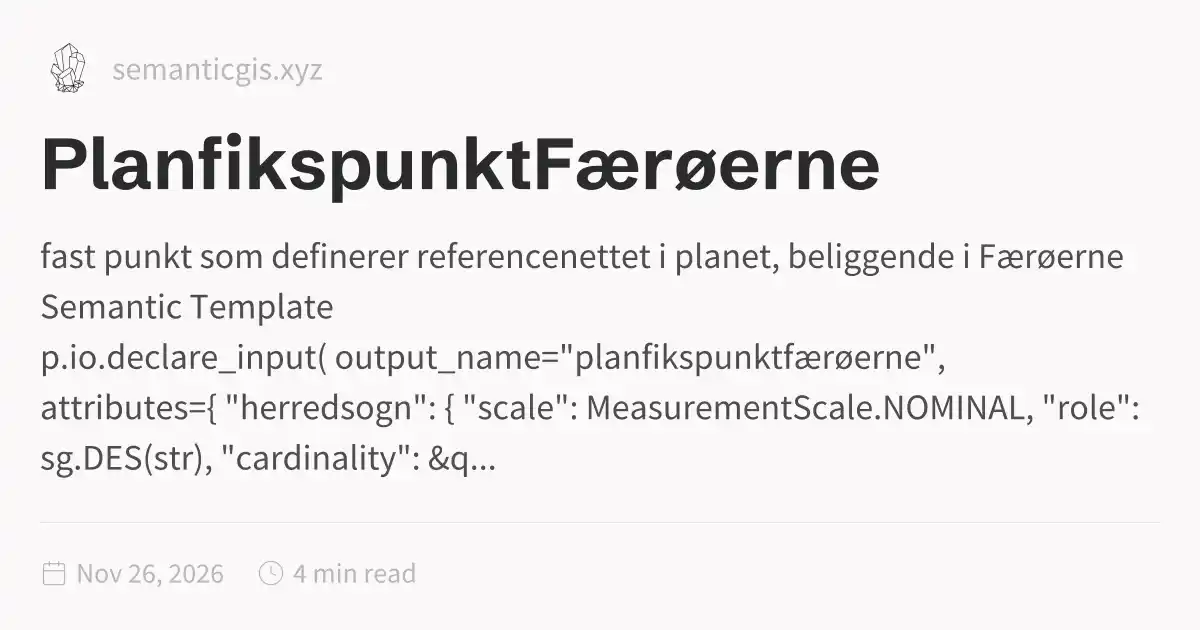 semanticgis.xyz
PlanfikspunktFærøerne
fast punkt som definerer referencenettet i planet, beliggende i Færøerne
Semantic Template
p.io.declare_input( output_name="planfikspunktfærøerne",
attributes={ "herredsogn": { "scale": MeasurementScale.NOMINAL, "role":
sg.DES(str), "cardinality": &q...
Nov 26, 2026 4 min read